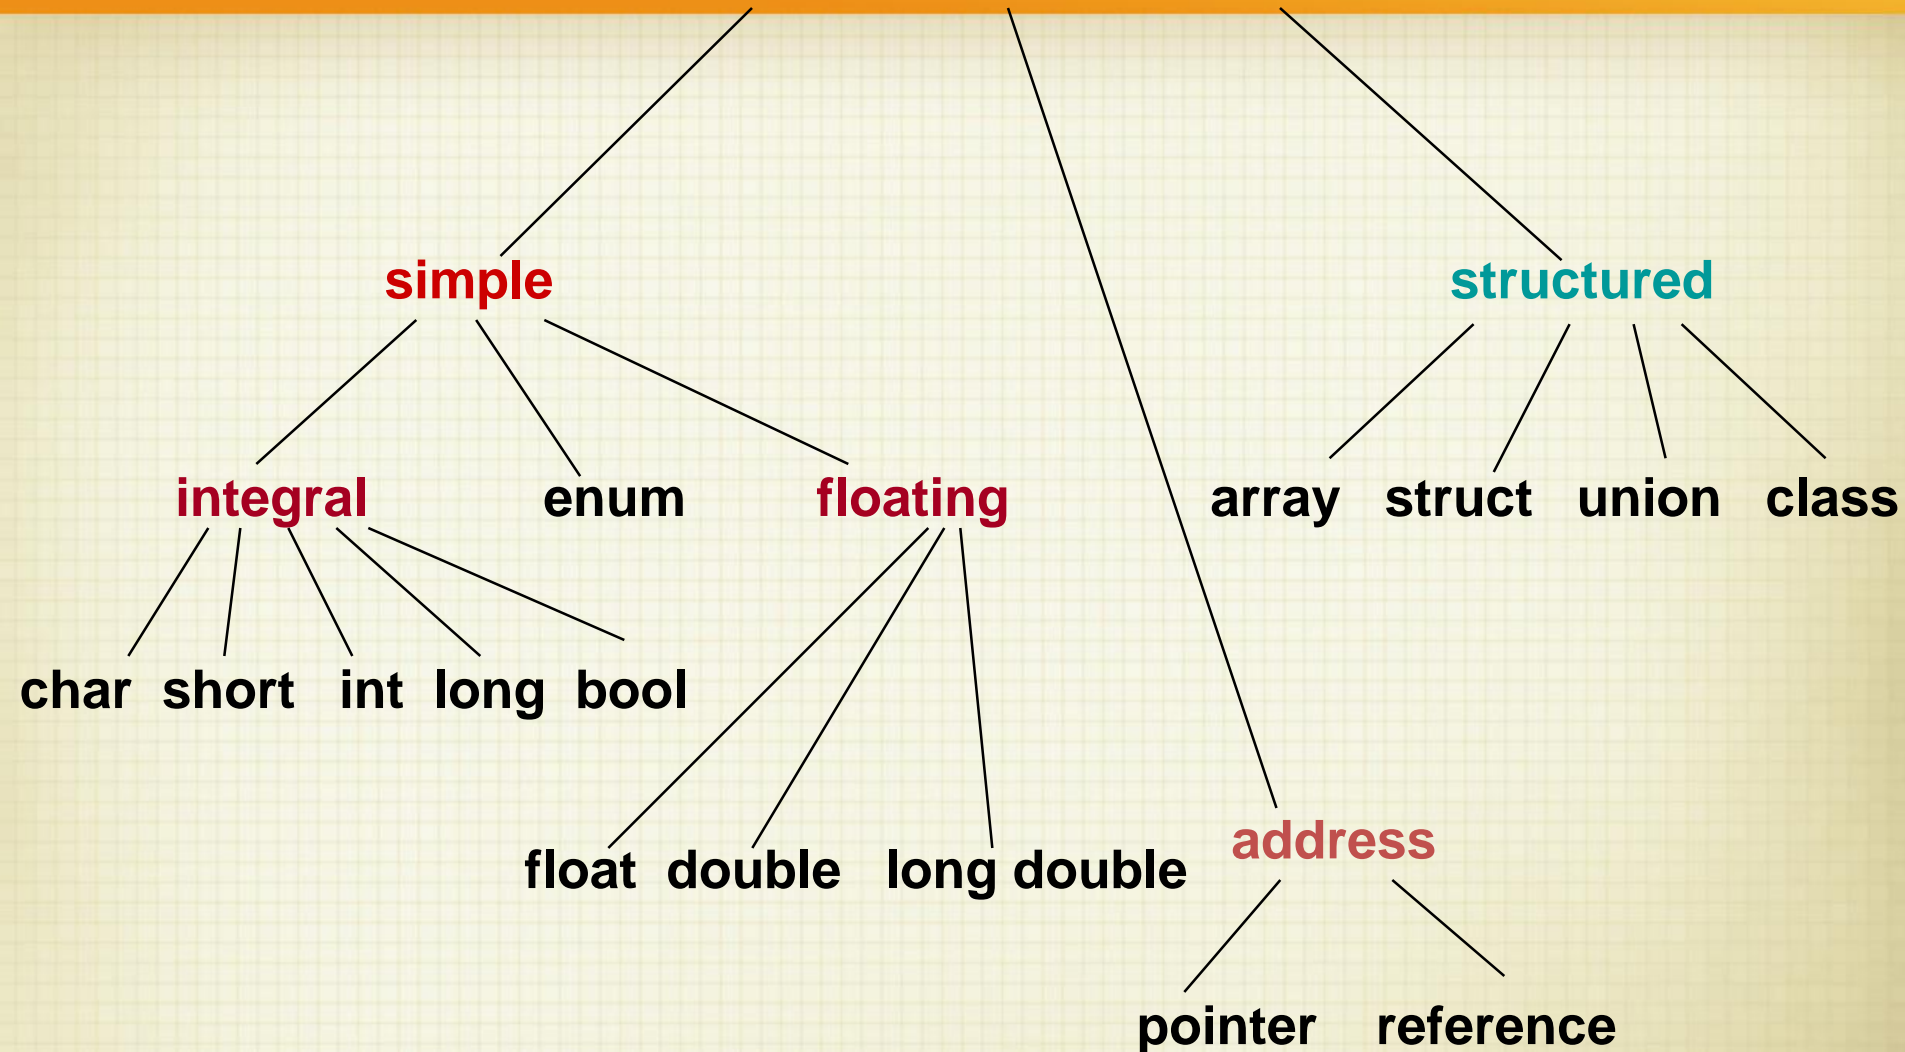 simple structured
integral enum floating array struct union class
char short int long bool
address
float double long double
pointer reference